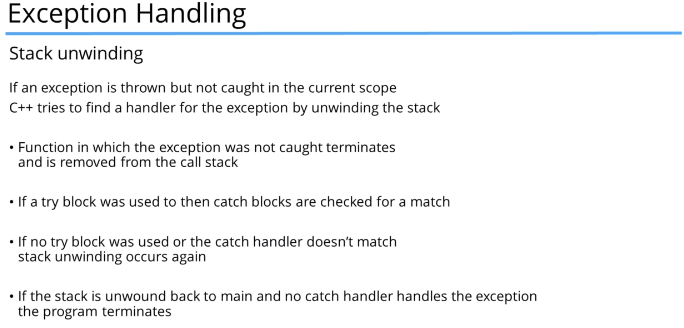 Exception Handling
Stack unwinding
If an exception is thrown but not caught in the current scope
C++ tries to find a handler for the exception by unwinding the stack
• Function in which the exception was not caught terminates
and is removed from the call stack
• If a try block was used to then catch blocks are checked for a match
• If no try block was used or the catch handler doesn't match
stack unwinding occurs again
• If the stack is unwound back to main and no catch handler handles the exception
the program terminates